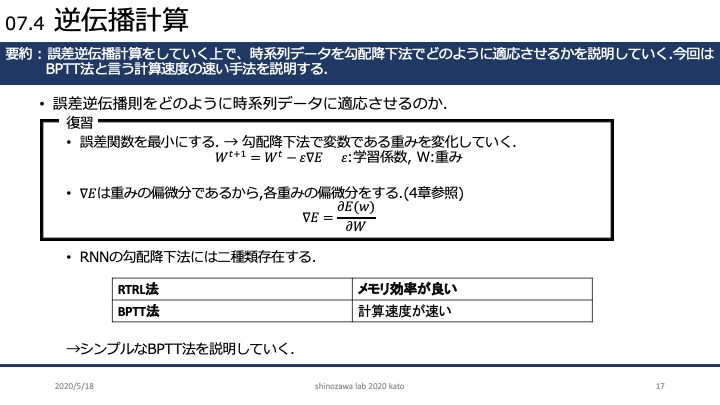 07.4 逆伝播計算
要約：誤差逆伝播計算をしていく上で、時系列データを勾配降下法でどのように適応させるかを説明していく.今回は
BPTT法と言う計算速度の速い手法を説明する.
• 誤差逆伝播則をどのように時系列データに適応させるのか.
復習
• 誤差関数を最小にする. → 勾配降下法で変数である重みを変化していく.
W^{t+1} = W^t − ε∇E ε:学習係数, W:重み
• ∇Eは重みの偏微分であるから,各重みの偏微分をする.(4章参照)
∇E = ∂E(w)/∂W
• RNNの勾配降下法には二種類存在する.
RTRL法 メモリ効率が良い
BPTT法 計算速度が速い
→シンプルなBPTT法を説明していく.
2020/5/18 shinozawa lab 2020 kato 17